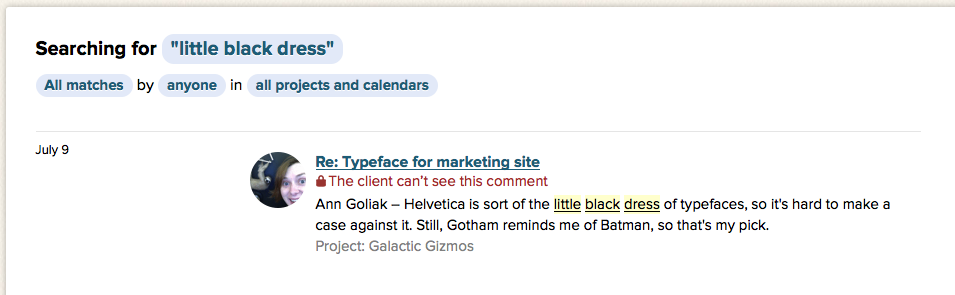 Searching for "little black dress"
All matches by anyone in all projects and calendars
July 9
Re: Typeface for marketing site
The client can't see this comment
Ann Goliak – Helvetica is sort of the little black dress of typefaces, so it's hard to make a
case against it. Still, Gotham reminds me of Batman, so that's my pick.
Project: Galactic Gizmos